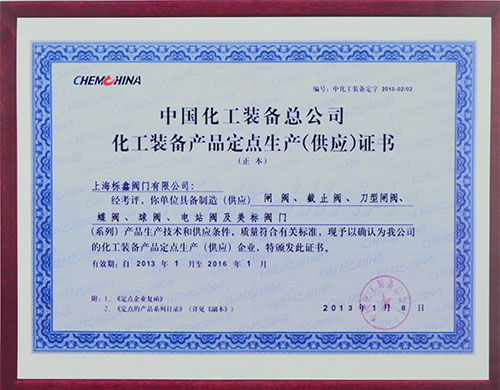 CHEMCHINA
编号：中化工装备定字 2013-02/02
中国化工装备总公司
化工装备产品定点生产(供应)证书
(正本)
上海栎鑫阀门有限公司：
经考评，你单位具备制造（供应） 闸阀、截止阀、刀型闸阀、
蝶阀、球阀、电站阀及美标阀门
(系列）产品生产技术和供应条件，质量符合有关标准，现予以确认为我公司
的化工装备产品定点生产（供应）企业，特颁发此证书。
有效期：自 2013 年 1 月至 2016 年 1 月
附：1、《定点企业复函》
2、《定点的产品系列目录》（详见《副本》）
2013年1月8日